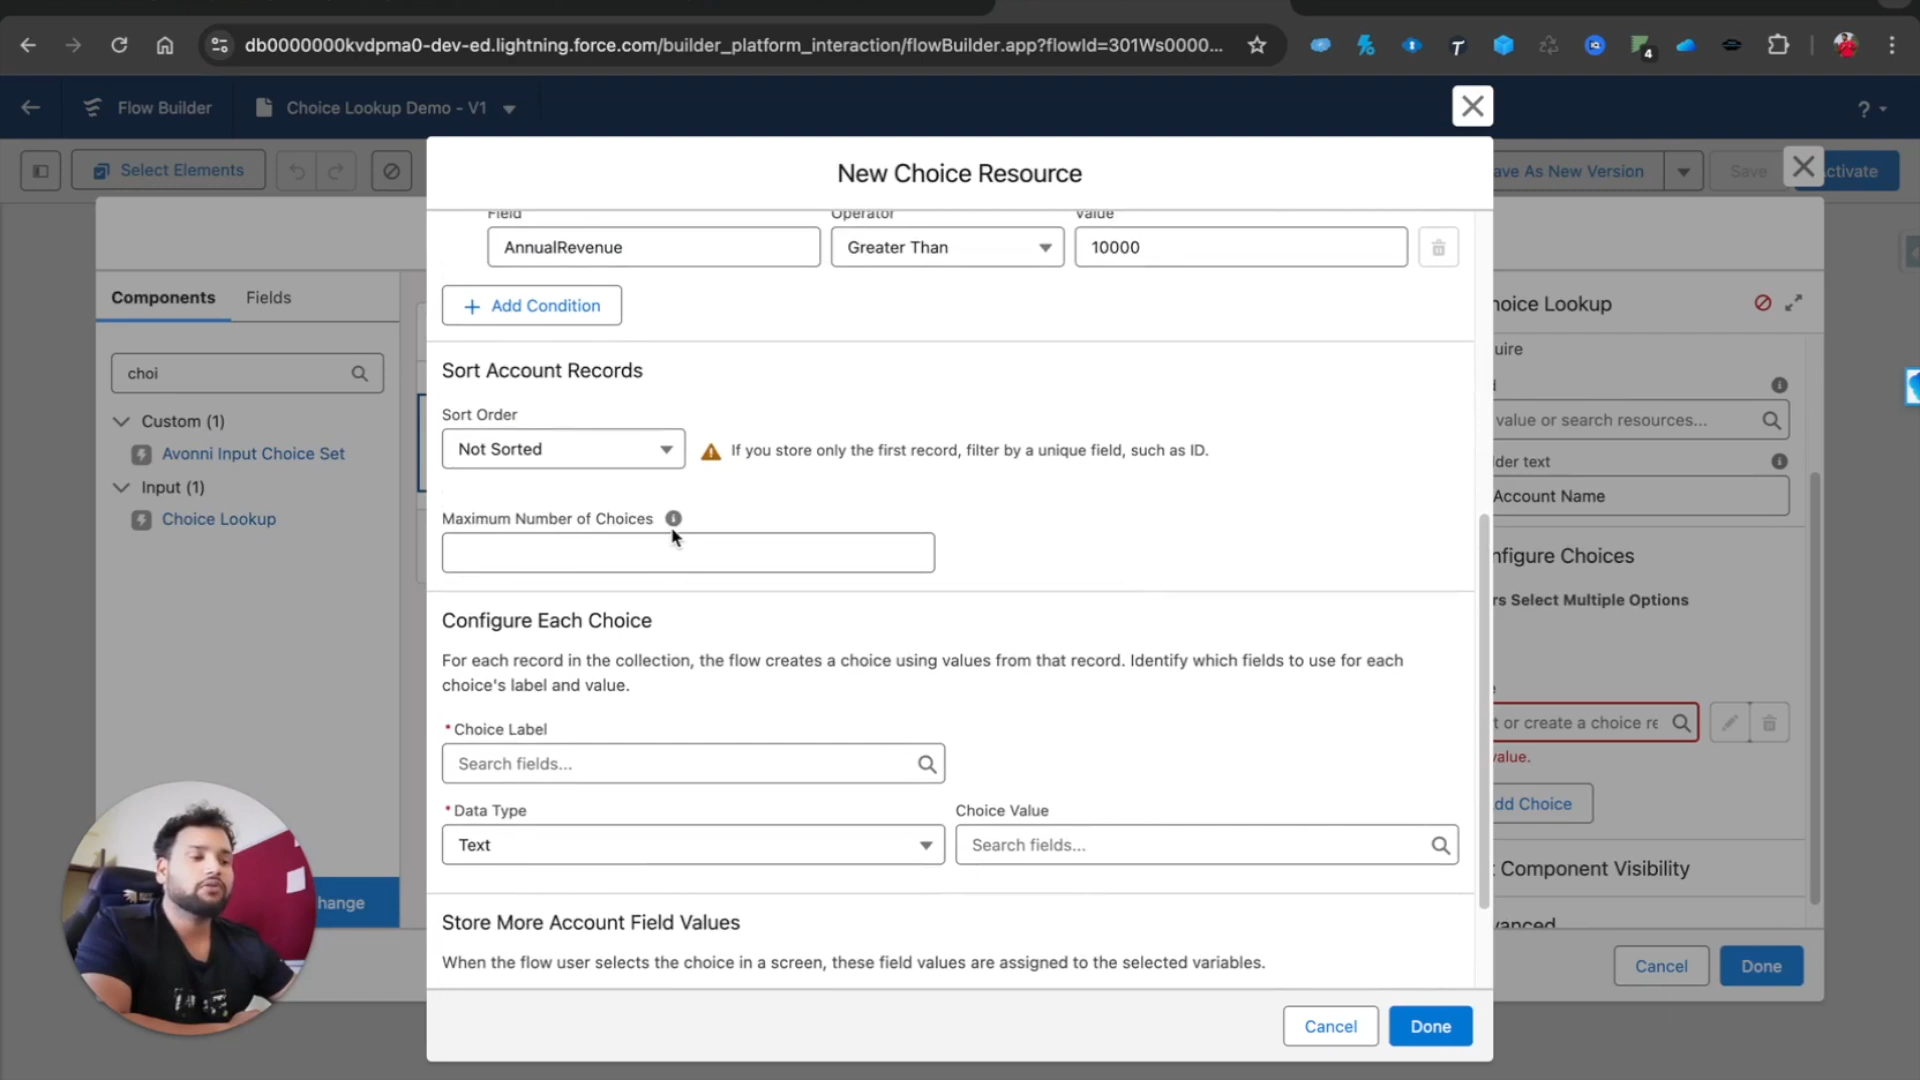 db0000000kvdpma0-dev-ed.lightning.force.com/builder_platform_interaction/flowBuilder.app?flowId=301Ws0000...
4
Flow Builder
Choice Lookup Demo - V1
?
Select Elements
ave As New Version
Save
ctivate
New Choice Resource
Field
Operator
Value
AnnualRevenue
Greater Than
10000
Add Condition
Components
Fields
choi
Custom (1)
Avonni Input Choice Set
Input (1)
Choice Lookup
Sort Account Records
Sort Order
Not Sorted
If you store only the first record, filter by a unique field, such as ID.
Maximum Number of Choices
Configure Each Choice
For each record in the collection, the flow creates a choice using values from that record. Identify which fields to use for each
choice's label and value.
* Choice Label
Search fields...
* Data Type
Choice Value
Text
Search fields...
Store More Account Field Values
When the flow user selects the choice in a screen, these field values are assigned to the selected variables.
Cancel
Done
hoice Lookup
uire
value or search resources...
der text
Account Name
nfigure Choices
rs Select Multiple Options
t or create a choice re
value.
dd Choice
Component Visibility
vanced
Cancel
Done
hange